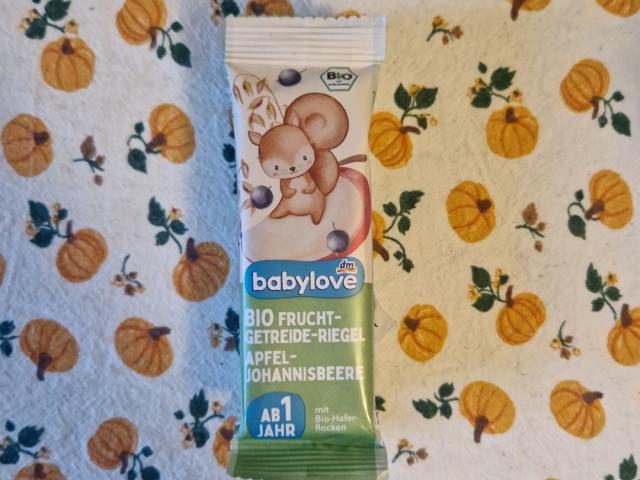 Bio
dm
babylove
BIO FRUCHT-
GETREIDE-RIEGEL
APFEL-
JOHANNISBEERE
AB 1
JAHR
mit
Bio-Hafer-
flocken